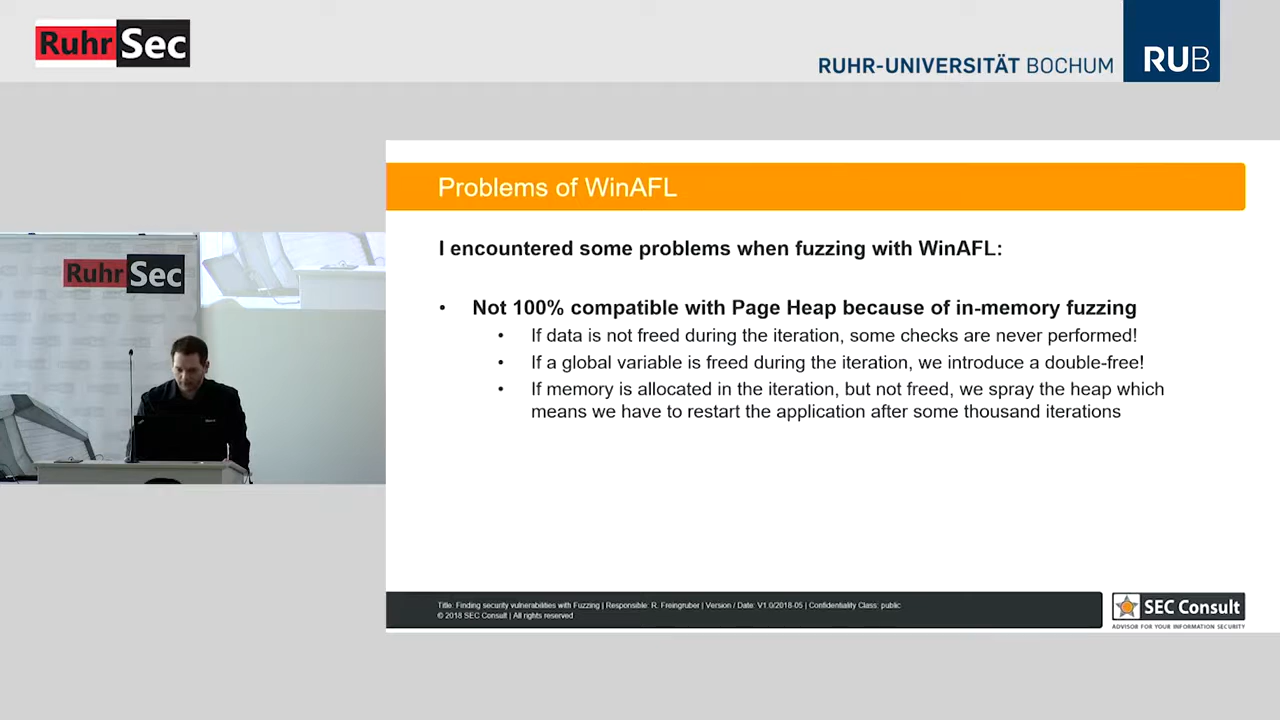 RuhrSec
RUHR-UNIVERSITÄT BOCHUM
RUB
Problems of WinAFL
I encountered some problems when fuzzing with WinAFL:
• Not 100% compatible with Page Heap because of in-memory fuzzing
• If data is not freed during the iteration, some checks are never performed!
• If a global variable is freed during the iteration, we introduce a double-free!
• If memory is allocated in the iteration, but not freed, we spray the heap which
means we have to restart the application after some thousand iterations
RuhrSec
Title: Finding security vulnerabilities with Fuzzing | Responsible: R. Freingruber | Version / Date: V1.0/2018-05 | Confidentiality Class: public
© 2018 SEC Consult | All rights reserved
SEC Consult
ADVISOR FOR YOUR INFORMATION SECURITY